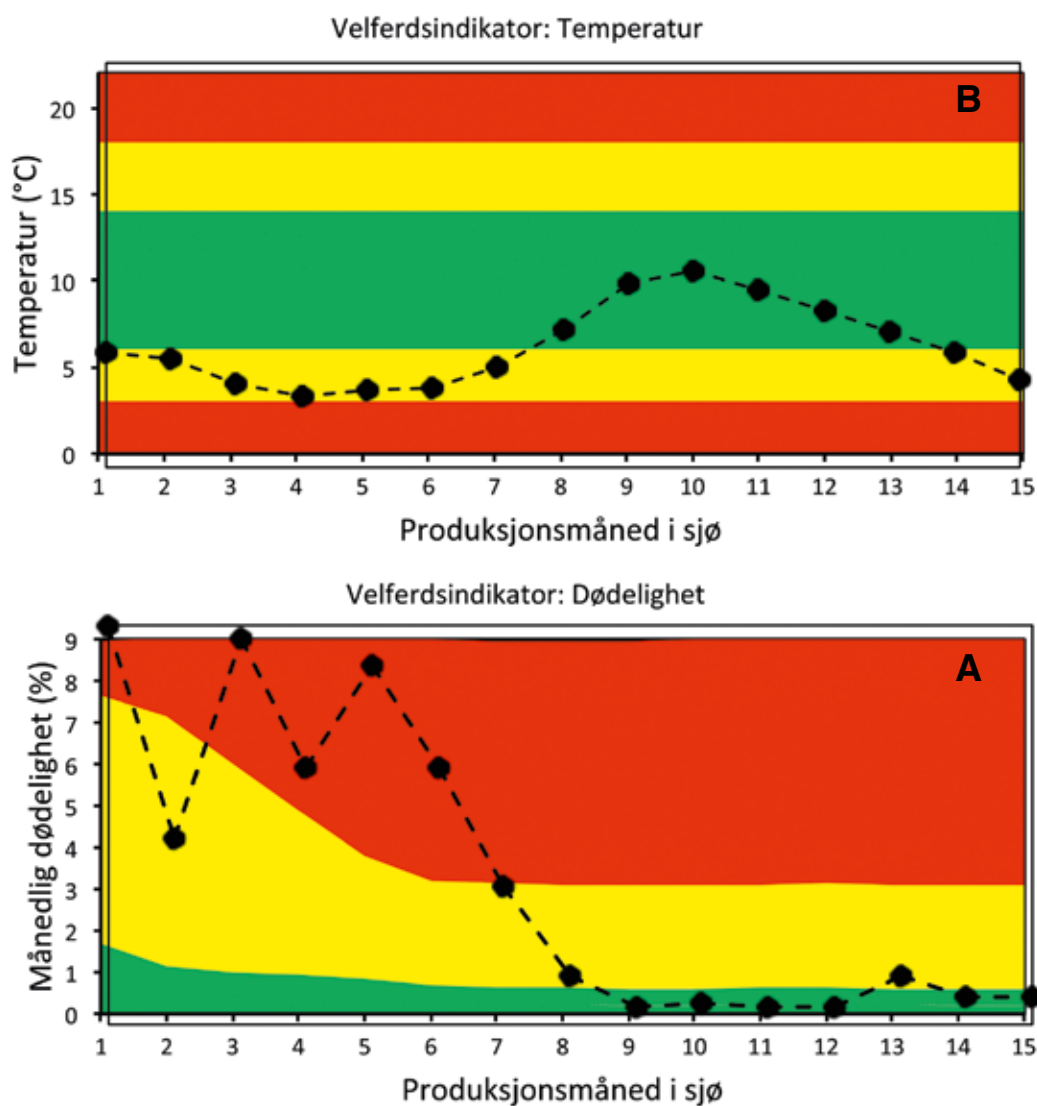 Velferdsindikator: Temperatur
B
Temperatur (°C)
20
15
10
5
0
1 2 3 4 5 6 7 8 9 10 11 12 13 14 15
Produksjonsmåned i sjø
Velferdsindikator: Dødelighet
A
Månedlig dødelighet (%)
9
8
7
6
5
4
3
2
1
0
1 2 3 4 5 6 7 8 9 10 11 12 13 14 15
Produksjonsmåned i sjø